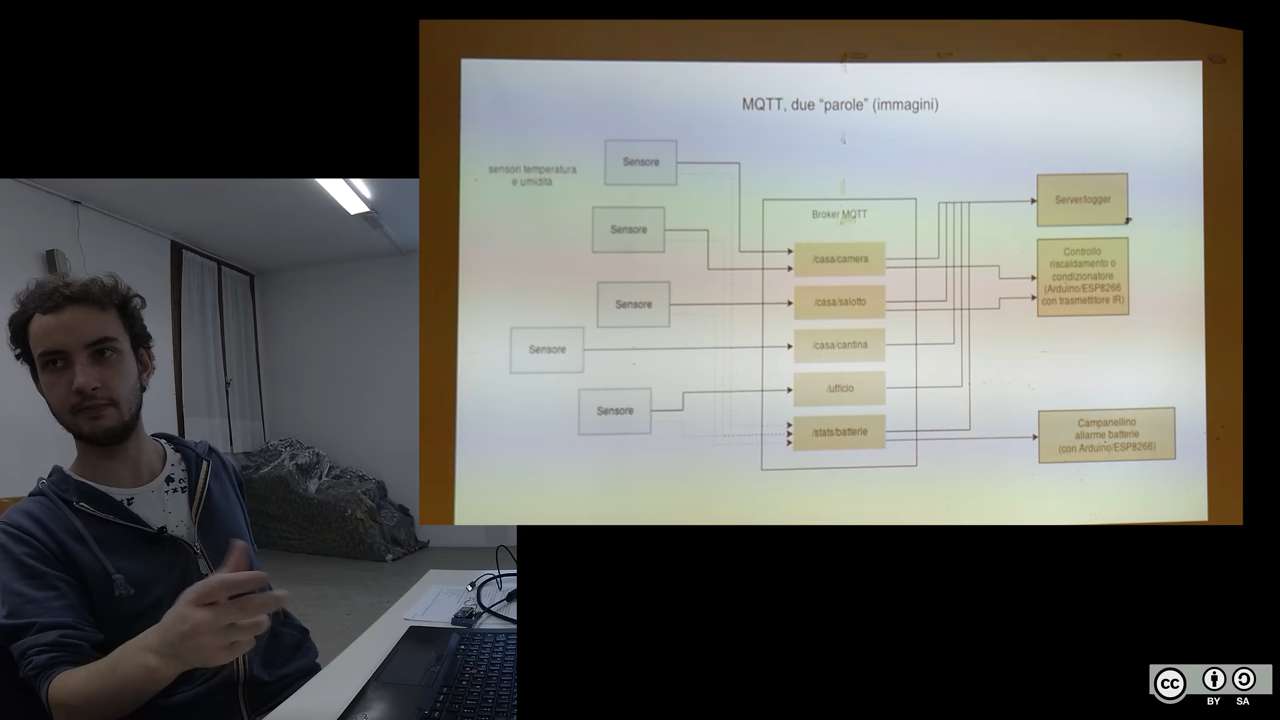 MQTT, due “parole” (immagini)
sensori temperatura
e umidità
Sensore
Sensore
Sensore
Sensore
Sensore
Broker MQTT
/casa/camera
/casa/salotto
/casa/cantina
/ufficio
/stats/batterie
Server/logger
Controllo
riscaldamento o
condizionatore
(Arduino/ESP8266
con trasmettitore IR)
Campanellino
allarme batterie
(con Arduino/ESP8266)
cc
BY SA